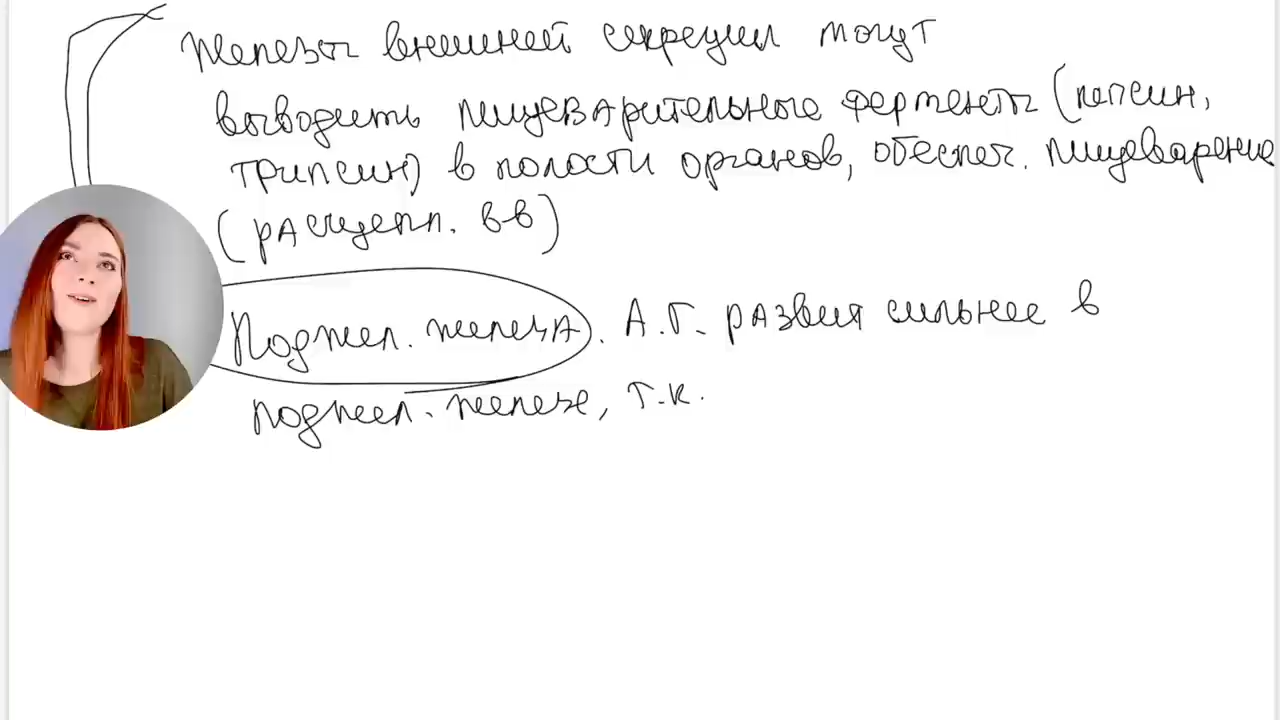 Железы внешней секреции могут
выводить пищеварительные ферменты (пепсин,
трипсин) в полости органов, обеспеч. пищеварение
(расщепл. в-в)
Поджел. железа. А.Г. развит сильнее в
поджел. железе, т.к.